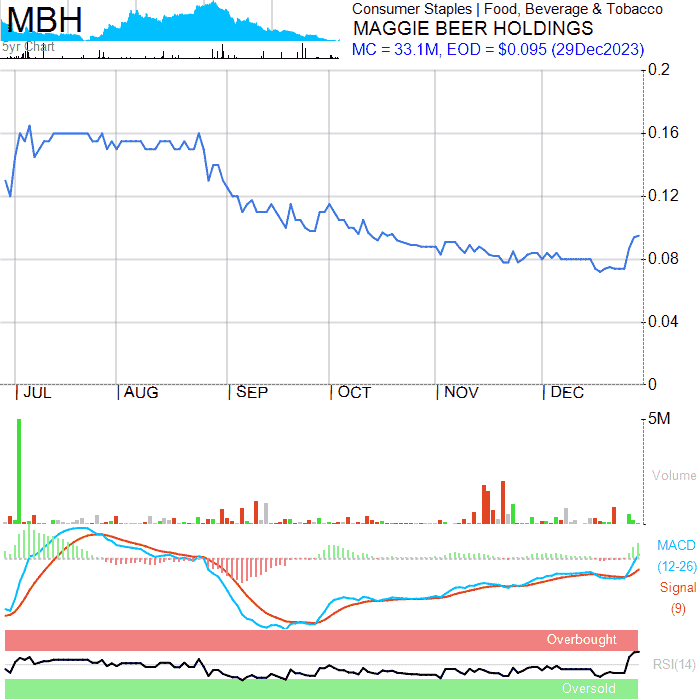 MBH
5yr Chart
Consumer Staples | Food, Beverage & Tobacco
MAGGIE BEER HOLDINGS
MC = 33.1M, EOD = $0.095 (29Dec2023)
0.2
0.16
0.12
0.08
0.04
0
JUL AUG SEP OCT NOV DEC
5M
Volume
MACD
(12-26)
Signal
(9)
Overbought
RSI(14)
Oversold